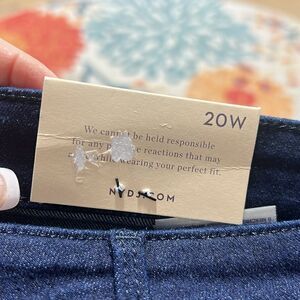 20W
We cannot be held responsible
for any reactions that may
while wearing your perfect fit.
NYDJ.COM